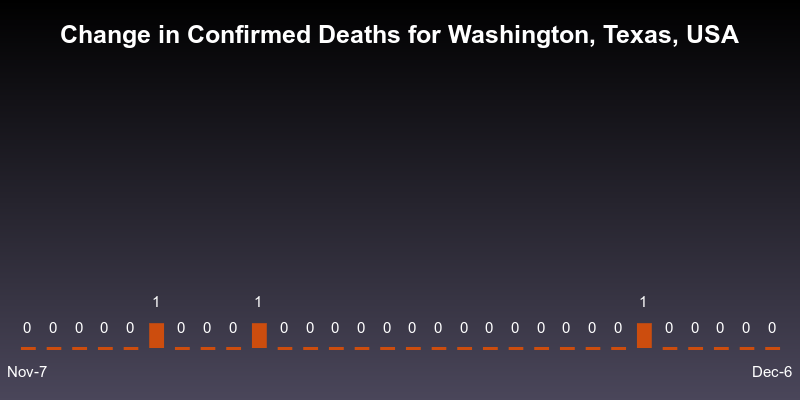 Change in Confirmed Deaths for Washington, Texas, USA
1 1 1
0 0 0 0 0 0 0 0 0 0 0 0 0 0 0 0 0 0 0 0 0 0 0 0 0 0 0
Nov-7 Dec-6